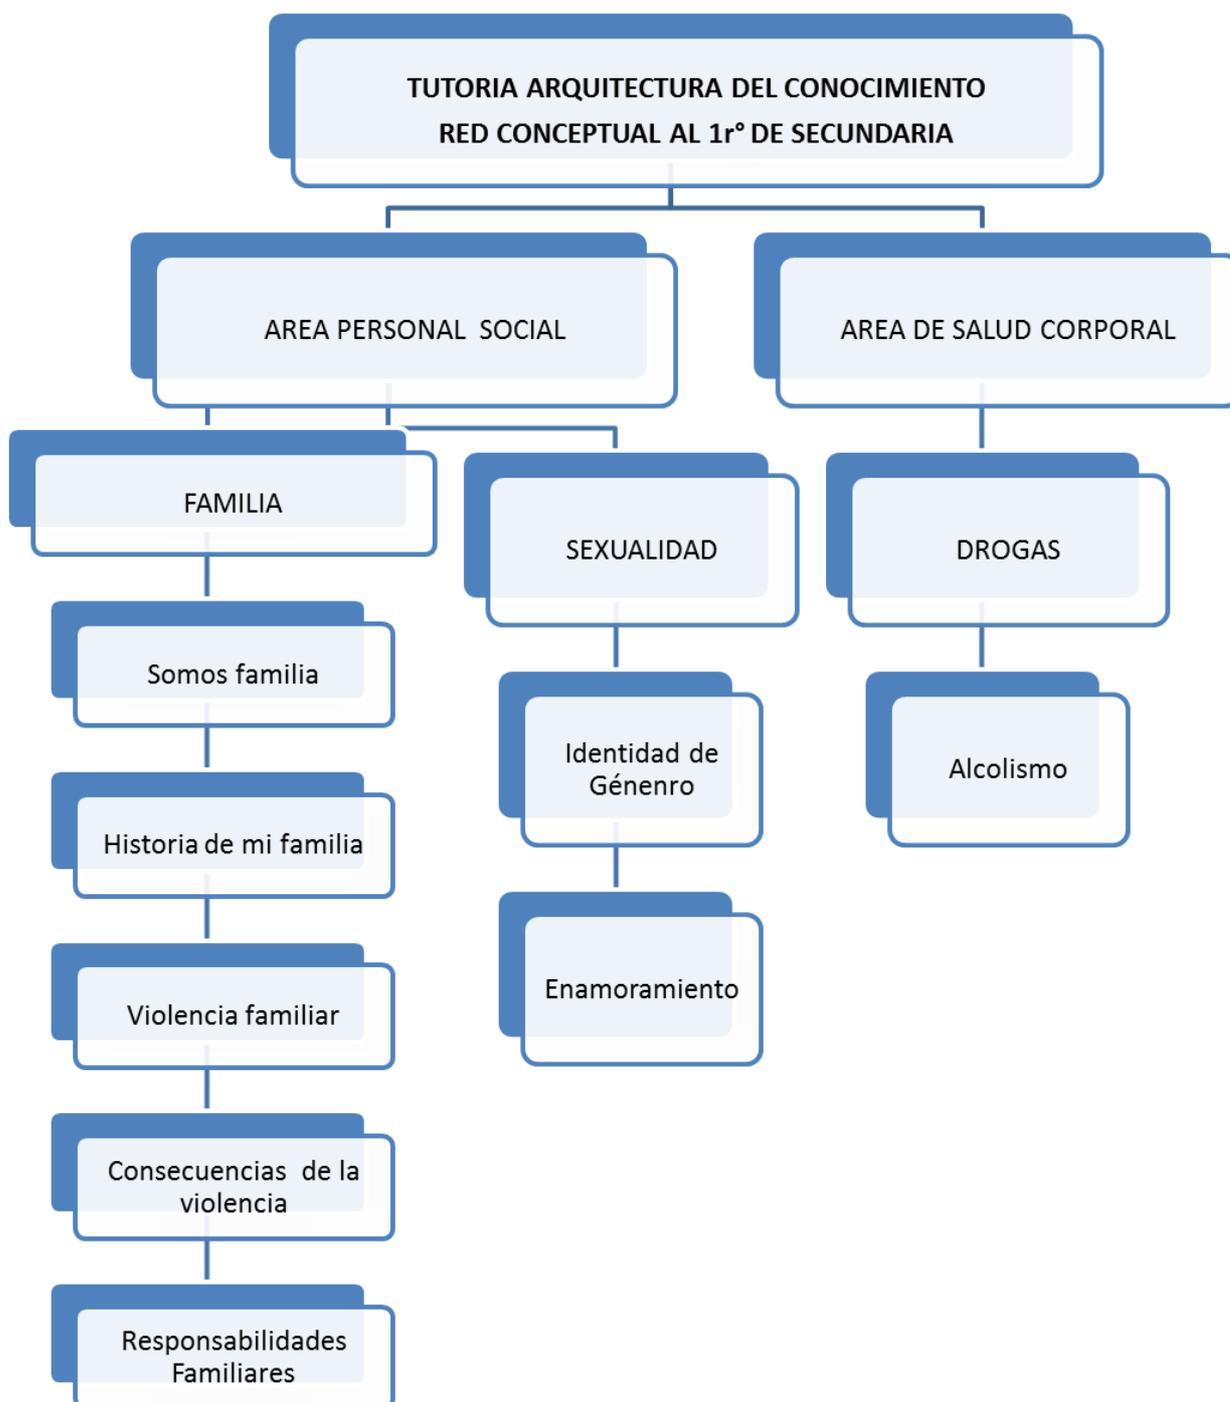 TUTORIA ARQUITECTURA DEL CONOCIMIENTO
RED CONCEPTUAL AL 1r° DE SECUNDARIA
AREA PERSONAL SOCIAL
AREA DE SALUD CORPORAL
FAMILIA
SEXUALIDAD
DROGAS
Somos familia
Identidad de
Génenro
Alcolismo
Historia de mi familia
Enamoramiento
Violencia familiar
Consecuencias de la
violencia
Responsabilidades
Familiares